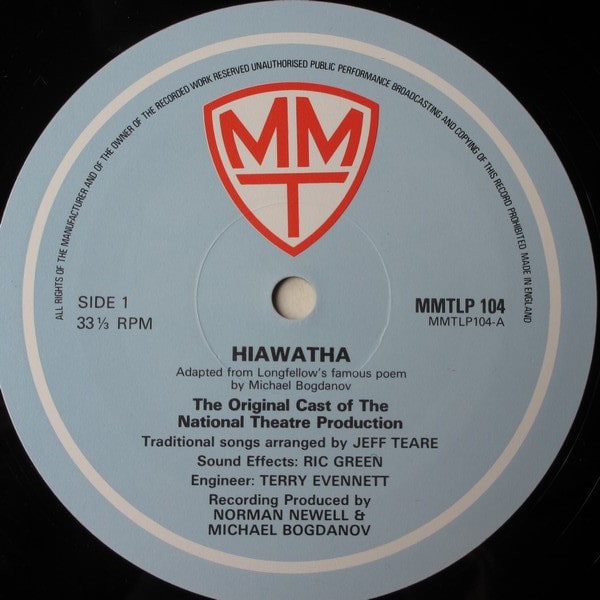 ALL RIGHTS OF THE MANUFACTURER AND OF THE OWNER OF THE RECORDED WORK RESERVED UNAUTHORISED PUBLIC PERFORMANCE BROADCASTING AND COPYING OF THIS RECORD PROHIBITED MADE IN ENGLAND
MM
T
SIDE 1
33 ⅓ RPM
MMTLP 104
MMTLP104-A
HIAWATHA
Adapted from Longfellow's famous poem
by Michael Bogdanov
The Original Cast of The
National Theatre Production
Traditional songs arranged by JEFF TEARE
Sound Effects: RIC GREEN
Engineer: TERRY EVENNETT
Recording Produced by
NORMAN NEWELL &
MICHAEL BOGDANOV